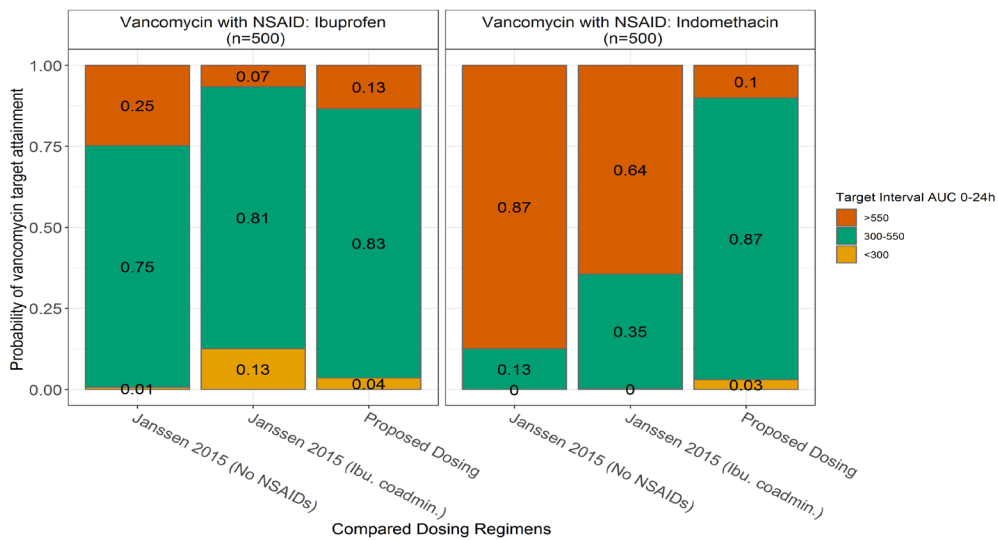 Vancomycin with NSAID: Ibuprofen
(n=500)
Vancomycin with NSAID: Indomethacin
(n=500)
Probability of vancomycin target attainment
1.00
0.75
0.50
0.25
0.00
0.25
0.75
0.01
0.07
0.81
0.13
0.13
0.83
0.04
0.87
0.13
0
0.64
0.35
0
0.1
0.87
0.03
Janssen 2015 (No NSAIDs)
Janssen 2015 (Ibu. coadmin.)
Proposed Dosing
Janssen 2015 (No NSAIDs)
Janssen 2015 (Ibu. coadmin.)
Proposed Dosing
Compared Dosing Regimens
Target Interval AUC 0-24h
>550
300-550
<300